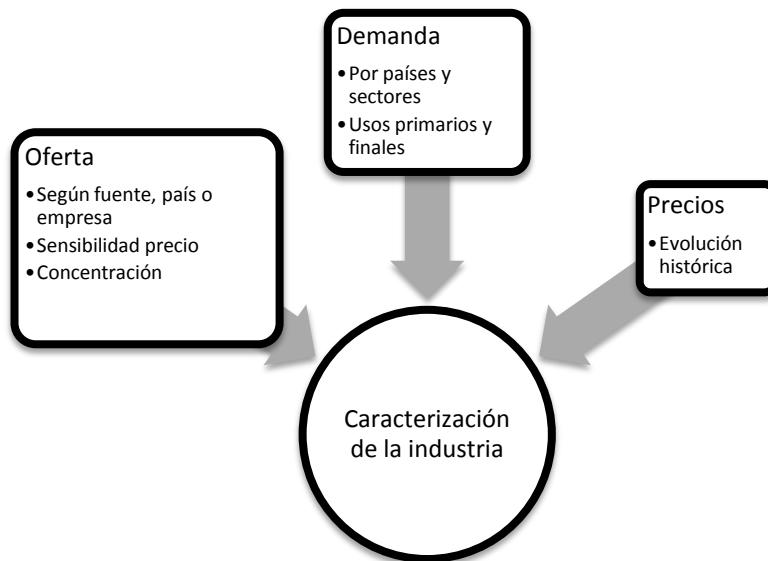 Oferta
•Según fuente, país o
empresa
•Sensibilidad precio
•Concentración
Demanda
•Por países y
sectores
•Usos primarios y
finales
Precios
•Evolución
histórica
Caracterización
de la industria